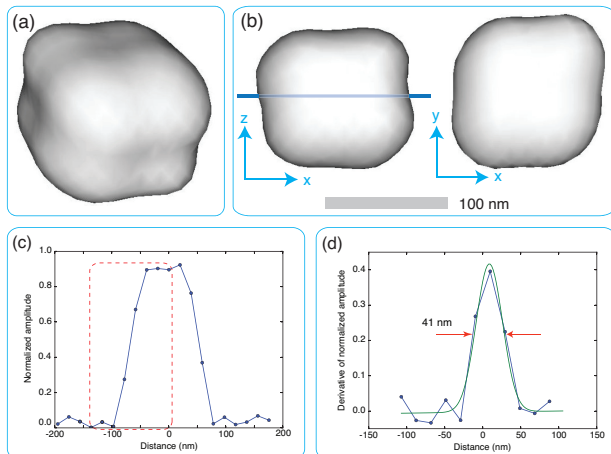 (a)
(b)
z
x
y
x
100 nm
(c)
Normalized amplitude
1.0
0.8
0.6
0.4
0.2
0.0
-200
-100
0
100
200
Distance (nm)
(d)
Derivative of normalized amplitude
0.4
0.3
0.2
0.1
0.0
41 nm
-150
-100
-50
0
50
100
150
Distance (nm)